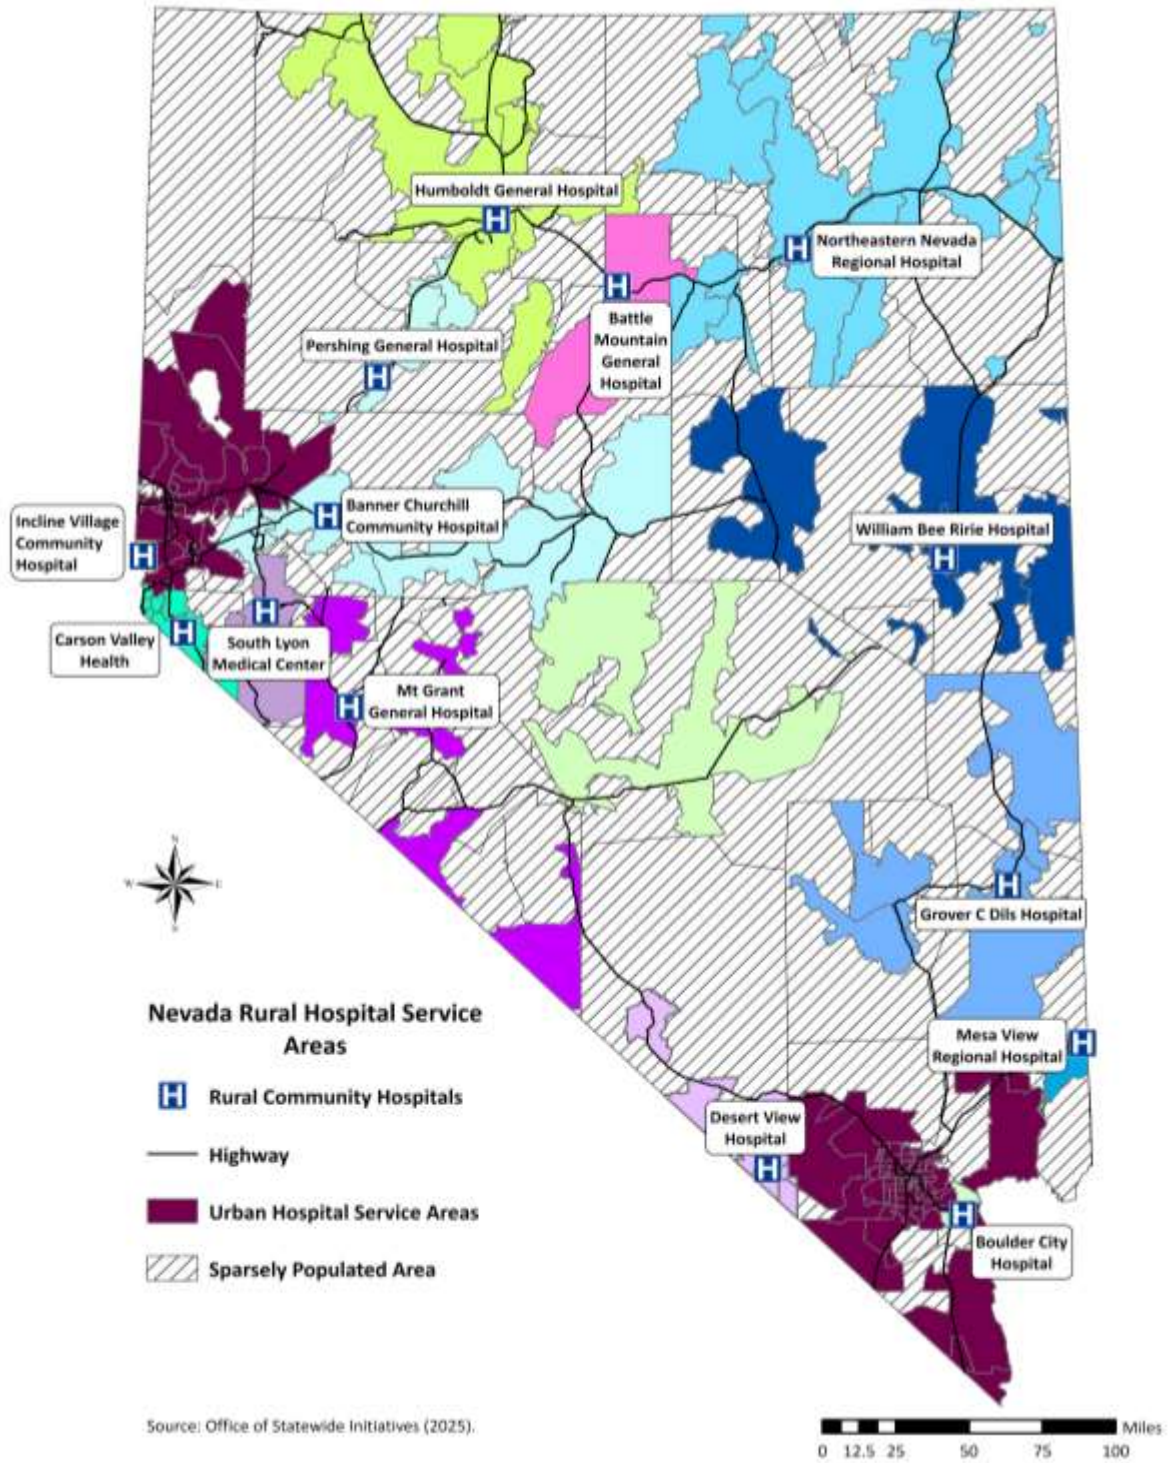 Humboldt General Hospital
Northeastern Nevada
Regional Hospital
Battle
Mountain
General
Hospital
Pershing General Hospital
Banner Churchill
Community Hospital
Incline Village
Community
Hospital
William Bee Ririe Hospital
Carson Valley
Health
South Lyon
Medical Center
Mt Grant
General Hospital
N
W
E
S
Grover C Dils Hospital
Mesa View
Regional Hospital
Desert View
Hospital
Boulder City
Hospital
Nevada Rural Hospital Service
Areas
H Rural Community Hospitals
Highway
Urban Hospital Service Areas
Sparsely Populated Area
Source: Office of Statewide Initiatives (2025).
Miles
0 12.5 25 50 75 100